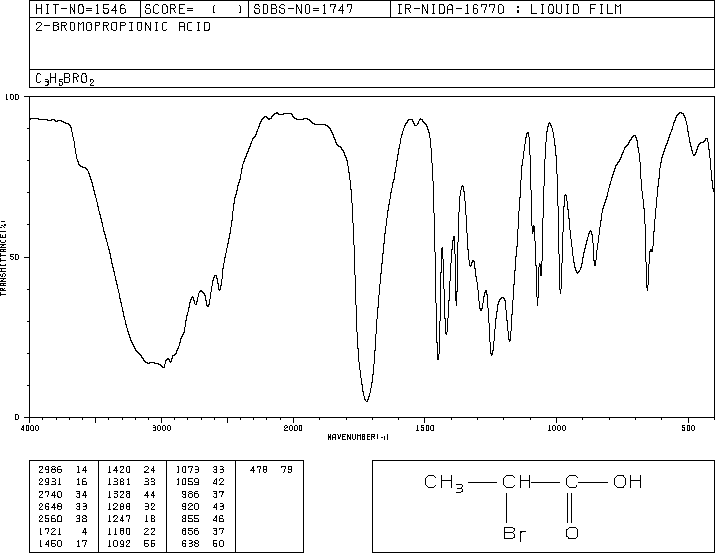 HIT-NO=1546 SCORE= ( ) SDBS-NO=1747 IR-NIDA-16770 : LIQUID FILM
2-BROMOPROPIONIC ACID
C3H5BRO2
100
50
0
TRANSMITTANCE(%)
4000 3000 2000 1500 1000 500
WAVENUMBER(-1)
2986 14 1420 24 1073 33 478 79
2931 16 1381 33 1059 42
2740 34 1328 44 986 37
2648 33 1288 32 920 43
2560 38 1247 18 855 46
1721 4 1180 22 656 37
1450 17 1092 55 638 50
CH3 CH C OH
Br O